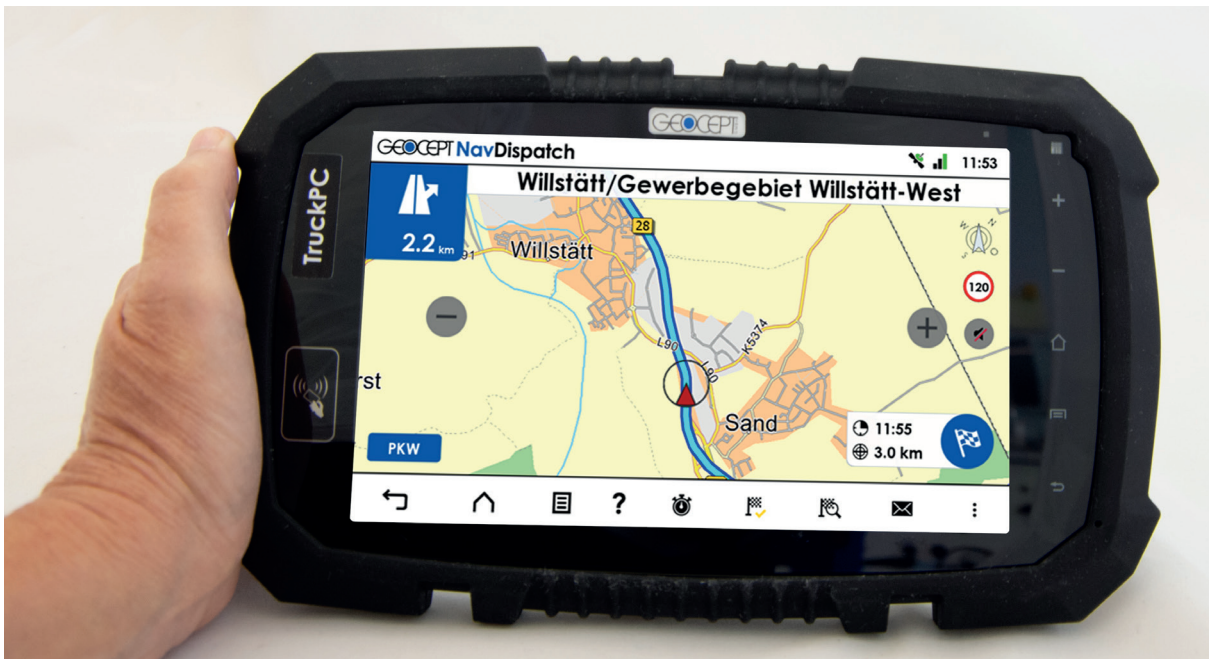 GEOCEPT
TruckPC
GEOCEPT NavDispatch
11:53
Willstätt/Gewerbegebiet Willstätt-West
2.2 km
28
91
Willstätt
N
W
O
S
120
L90
K5374
L90
rst
Sand
11:55
3.0 km
PKW
?